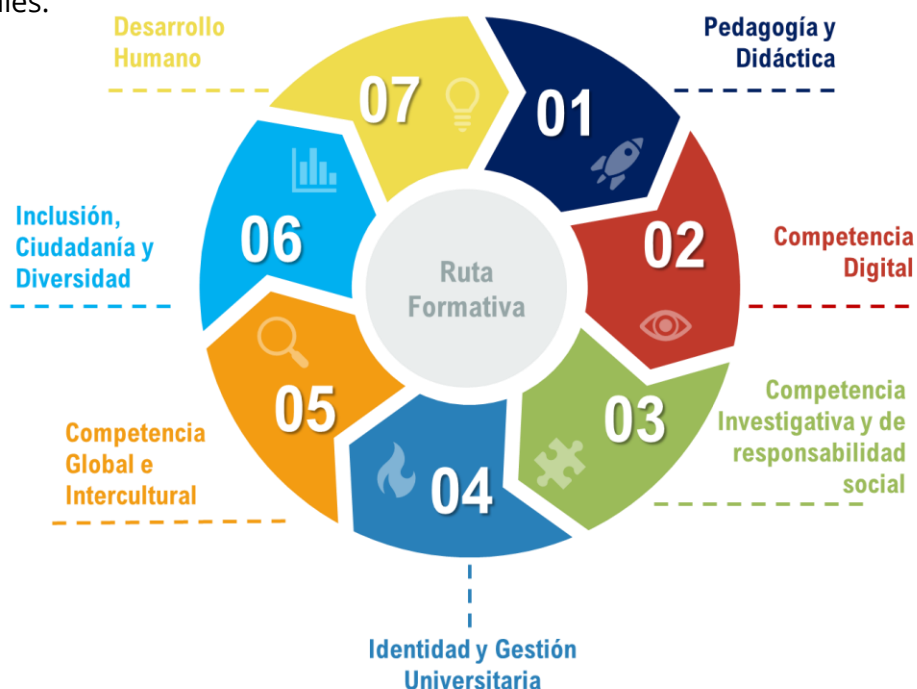 01
Pedagogía y
Didáctica
02
Competencia
Digital
03
Competencia
Investigativa y de
responsabilidad
social
04
Identidad y Gestión
Universitaria
05
Competencia
Global e
Intercultural
06
Inclusión,
Ciudadanía y
Diversidad
07
Desarrollo
Humano
Ruta
Formativa